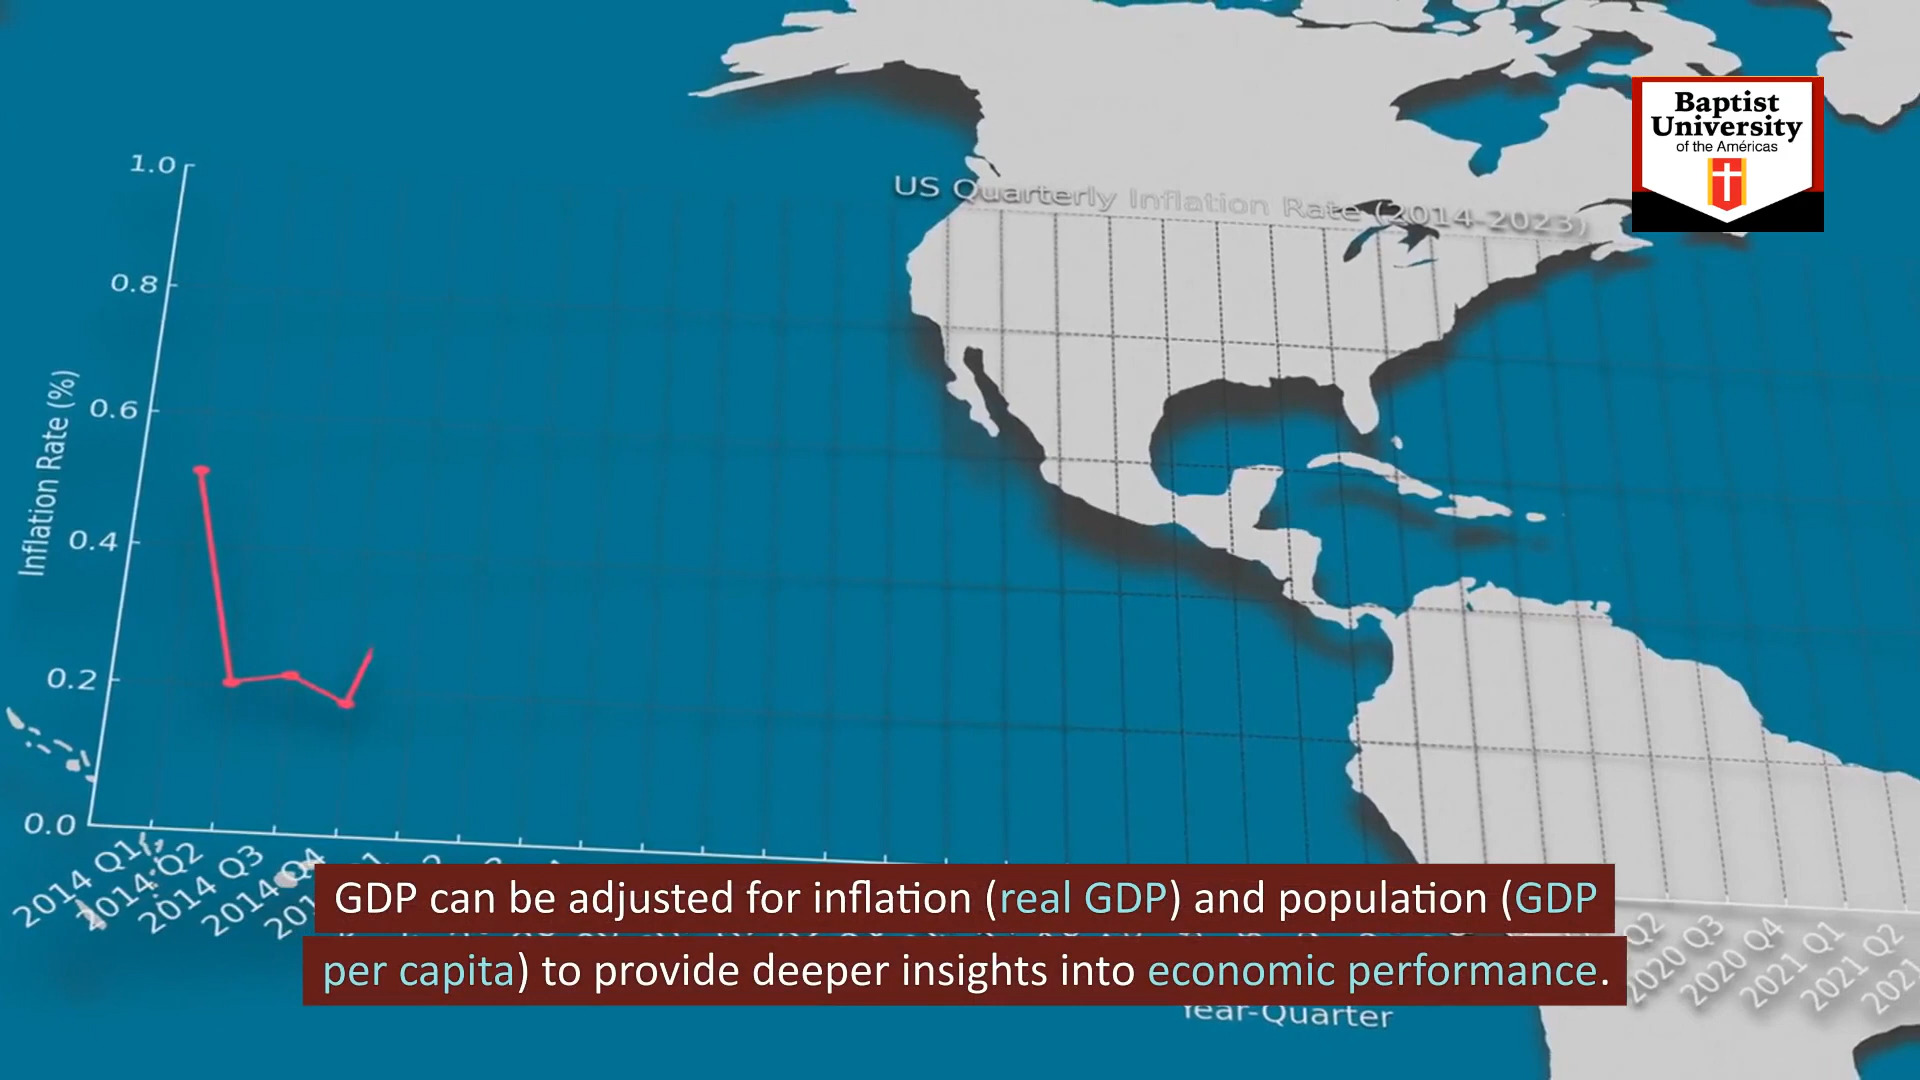 Baptist
University
of the Américas
US Quarterly Inflation Rate (2014-2023)
1.0
0.8
0.6
0.4
0.2
0.0
Inflation Rate (%)
2014 Q1
2014 Q2
2014 Q3
2014 Q4
2020 Q3
2020 Q4
2021 Q1
2021 Q2
GDP can be adjusted for inflation (real GDP) and population (GDP
per capita) to provide deeper insights into economic performance.
Year-Quarter